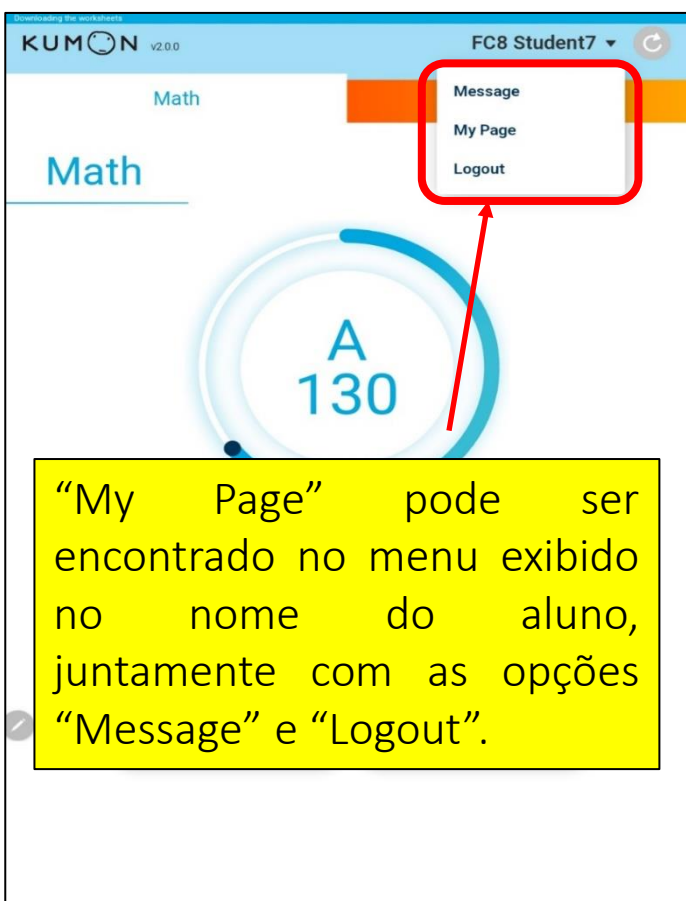 Downloading the worksheets
KUMON v2.0.0
FC8 Student7
Math
Message
My Page
Logout
Math
A
130
“My Page” pode ser
encontrado no menu exibido
no nome do aluno,
juntamente com as opções
“Message” e “Logout”.